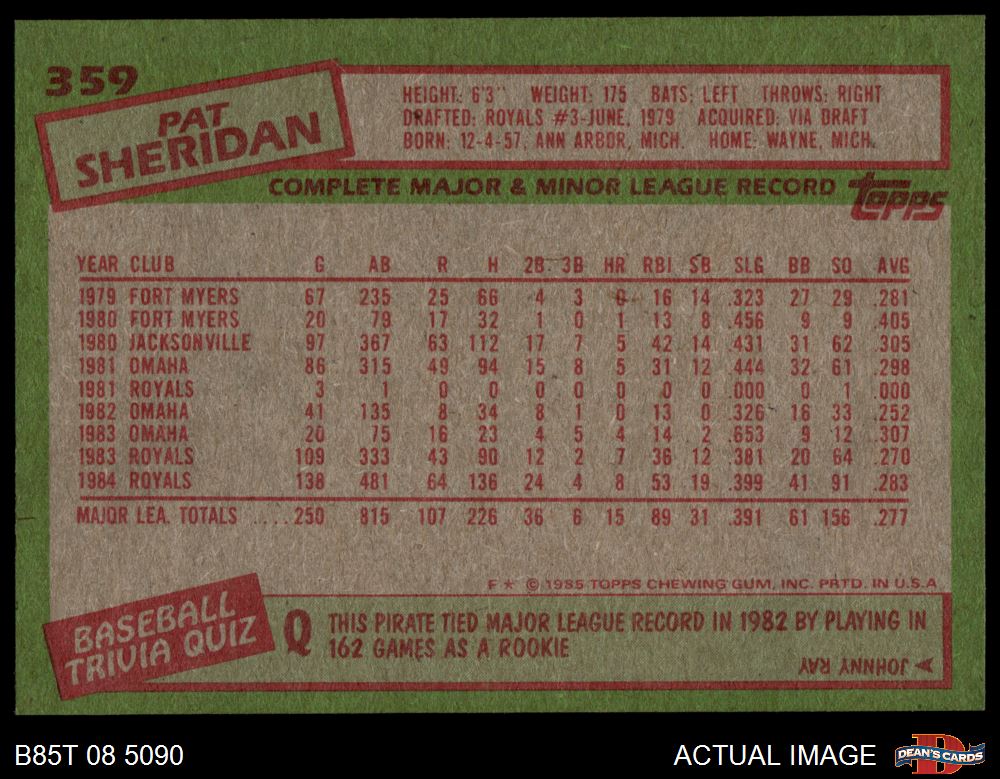 359
PAT
SHERIDAN
HEIGHT: 6'3" WEIGHT: 175 BATS: LEFT THROWS: RIGHT
DRAFTED: ROYALS #3-JUNE, 1979 ACQUIRED: VIA DRAFT
BORN: 12-4-57, ANN ARBOR, MICH. HOME: WAYNE, MICH.
COMPLETE MAJOR & MINOR LEAGUE RECORD
topps
YEAR CLUB G AB R H 2B 3B HR RBI SB SLG BB SO AVG
1979 FORT MYERS 67 235 25 66 4 3 0 16 14 .323 27 29 .281
1980 FORT MYERS 20 79 17 32 1 0 1 13 8 .456 9 9 .405
1980 JACKSONVILLE 97 367 63 112 17 7 5 42 14 .431 31 62 .305
1981 OMAHA 86 315 49 94 15 8 5 31 12 .444 32 61 .298
1981 ROYALS 3 1 0 0 0 0 0 0 0 .000 0 1 .000
1982 OMAHA 41 135 8 34 8 1 0 13 0 .326 16 33 .252
1983 OMAHA 20 75 16 23 4 5 4 14 2 .653 9 12 .307
1983 ROYALS 109 333 43 90 12 2 7 36 12 .381 20 64 .270
1984 ROYALS 138 481 64 136 24 4 8 53 19 .399 41 91 .283
MAJOR LEA. TOTALS ....250 815 107 226 36 6 15 89 31 .391 61 156 .277
F★ © 1985 TOPPS CHEWING GUM, INC. PRTD. IN U.S.A
BASEBALL
TRIVIA QUIZ
Q THIS PIRATE TIED MAJOR LEAGUE RECORD IN 1982 BY PLAYING IN
162 GAMES AS A ROOKIE
JOHNNY RAY
B85T 08 5090
ACTUAL IMAGE
D
DEAN'S CARDS